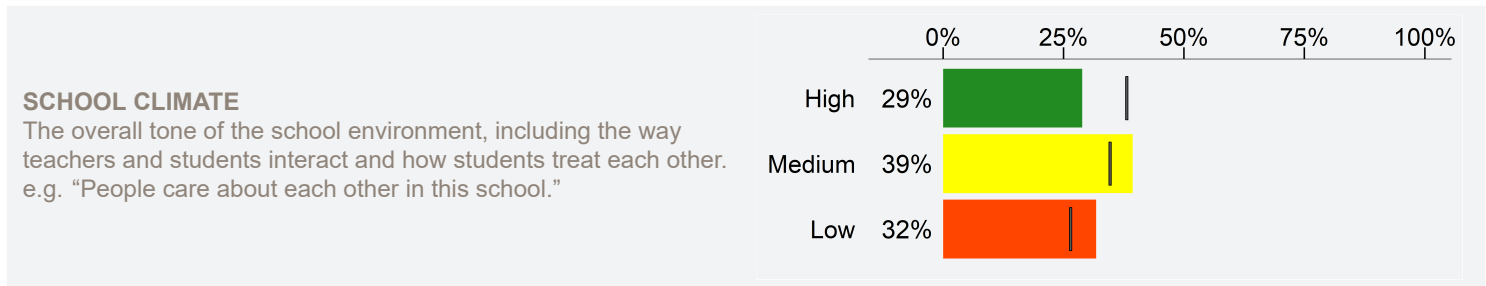 SCHOOL CLIMATE
The overall tone of the school environment, including the way
teachers and students interact and how students treat each other.
e.g. “People care about each other in this school.”
0% 25% 50% 75% 100%
High 29%
Medium 39%
Low 32%